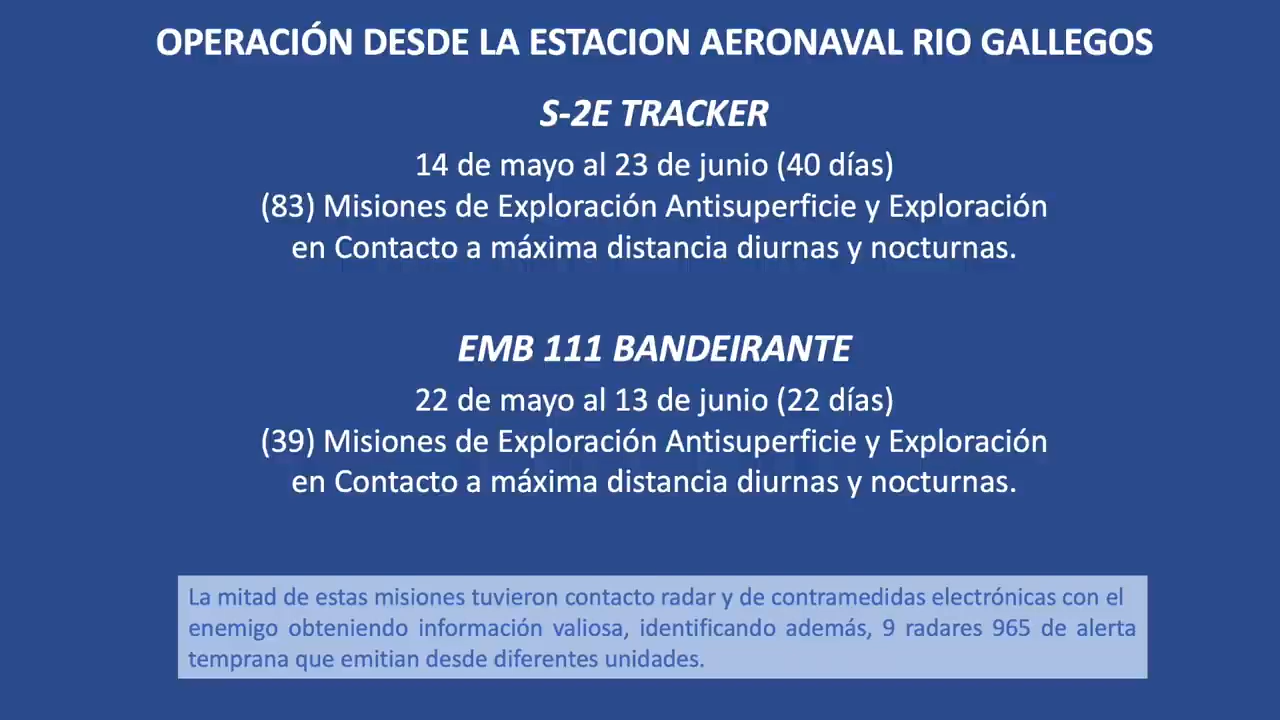 OPERACIÓN DESDE LA ESTACION AERONAVAL RIO GALLEGOS
S-2E TRACKER
14 de mayo al 23 de junio (40 días)
(83) Misiones de Exploración Antisuperficie y Exploración
en Contacto a máxima distancia diurnas y nocturnas.
EMB 111 BANDEIRANTE
22 de mayo al 13 de junio (22 días)
(39) Misiones de Exploración Antisuperficie y Exploración
en Contacto a máxima distancia diurnas y nocturnas.
La mitad de estas misiones tuvieron contacto radar y de contramedidas electrónicas con el
enemigo obteniendo información valiosa, identificando además, 9 radares 965 de alerta
temprana que emitian desde diferentes unidades.